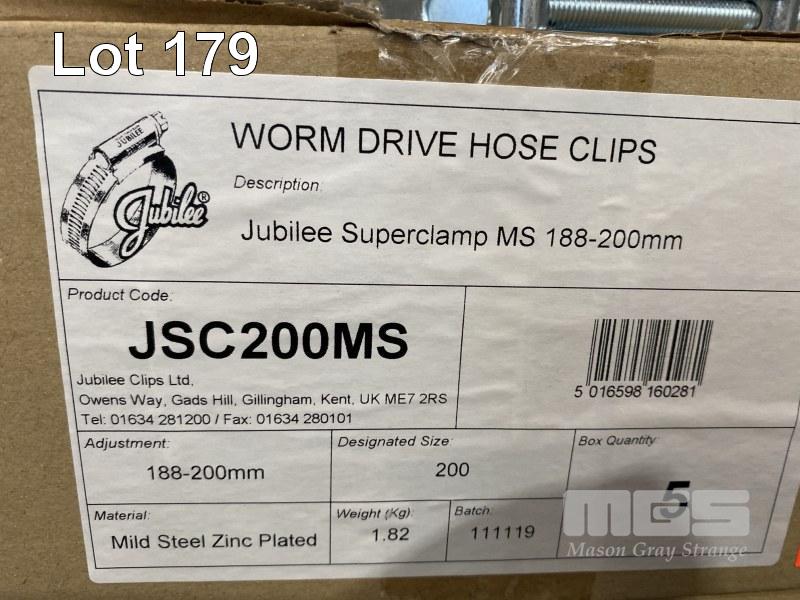 Lot 179
JUBILEE
Jubilee®
WORM DRIVE HOSE CLIPS
Description:
Jubilee Superclamp MS 188-200mm
Product Code:
JSC200MS
Jubilee Clips Ltd,
Owens Way, Gads Hill, Gillingham, Kent, UK ME7 2RS
Tel: 01634 281200 / Fax: 01634 280101
5 016598 160281
Adjustment:
188-200mm
Designated Size:
200
Box Quantity:
5
Material:
Mild Steel Zinc Plated
Weight (Kg):
1.82
Batch:
111119
MGS
Mason Gray Strange